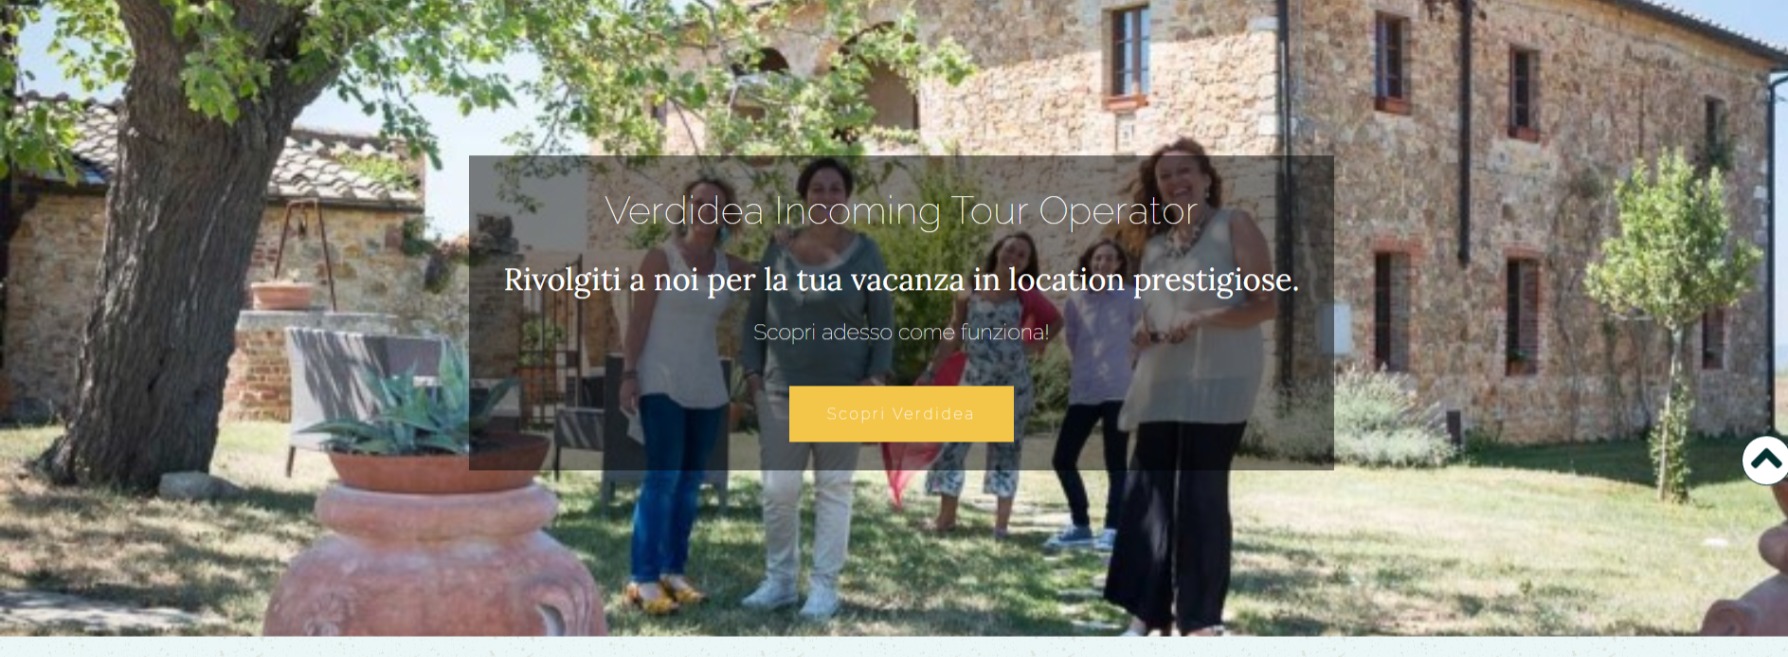 Verdidea Incoming Tour Operator
Rivolgiti a noi per la tua vacanza in location prestigiose.
Scopri adesso come funziona!
Scopri Verdidea